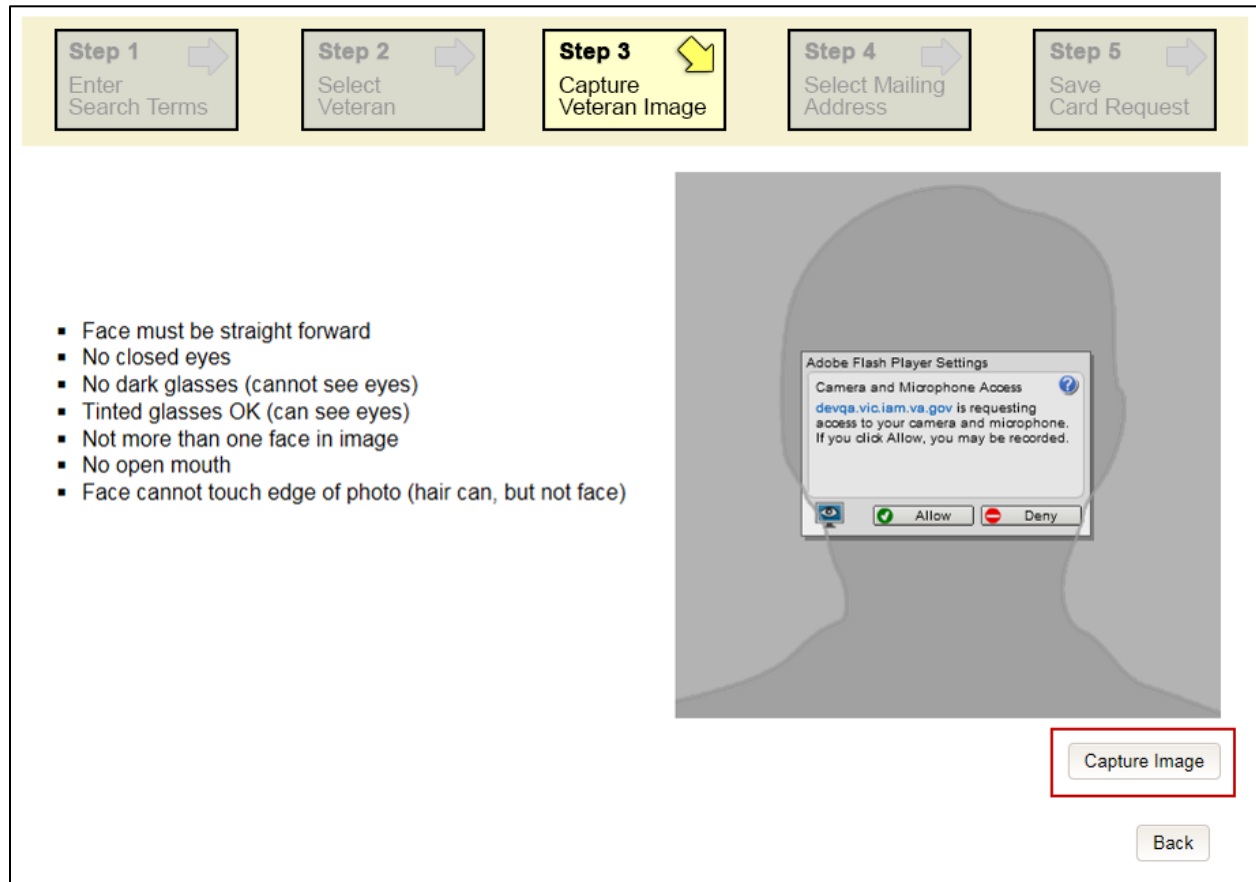 Step 1
Enter
Search Terms
Step 2
Select
Veteran
Step 3
Capture
Veteran Image
Step 4
Select Mailing
Address
Step 5
Save
Card Request
▪ Face must be straight forward
▪ No closed eyes
▪ No dark glasses (cannot see eyes)
▪ Tinted glasses OK (can see eyes)
▪ Not more than one face in image
▪ No open mouth
▪ Face cannot touch edge of photo (hair can, but not face)
Adobe Flash Player Settings
Camera and Microphone Access
?
devqa.vic.iam.va.gov is requesting
access to your camera and microphone.
If you click Allow, you may be recorded.
Allow
Deny
Capture Image
Back